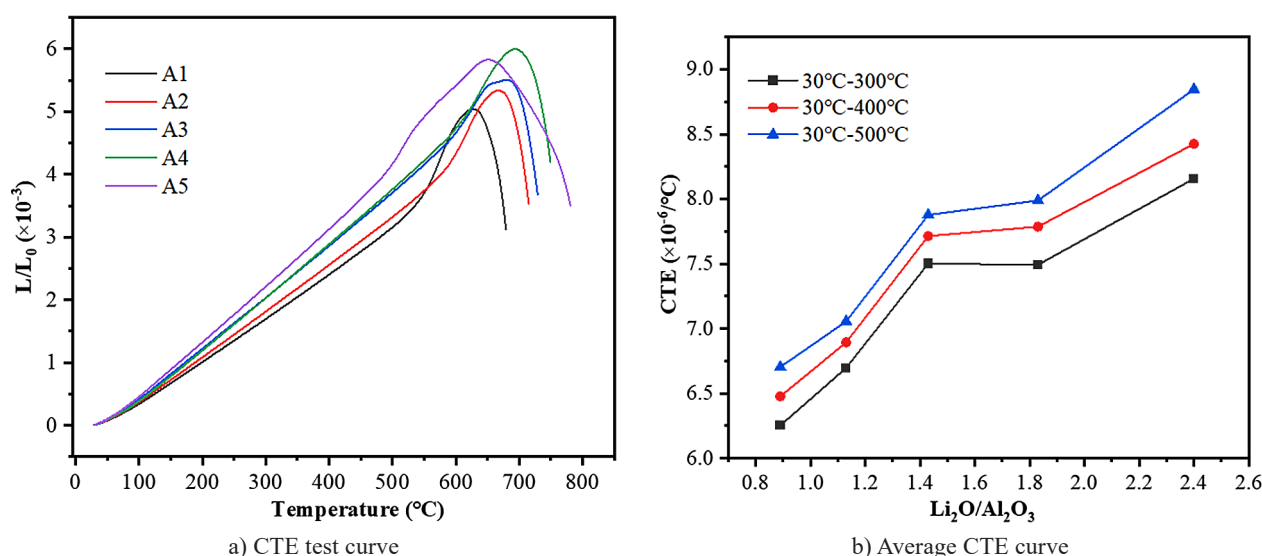 6
5
4
3
2
1
0
L/L₀ (×10⁻³)
A1
A2
A3
A4
A5
0 100 200 300 400 500 600 700 800
Temperature (℃)
a) CTE test curve
9.0
8.5
8.0
7.5
7.0
6.5
6.0
CTE (×10⁻⁶/℃)
30℃-300℃
30℃-400℃
30℃-500℃
0.8 1.0 1.2 1.4 1.6 1.8 2.0 2.2 2.4 2.6
Li₂O/Al₂O₃
b) Average CTE curve